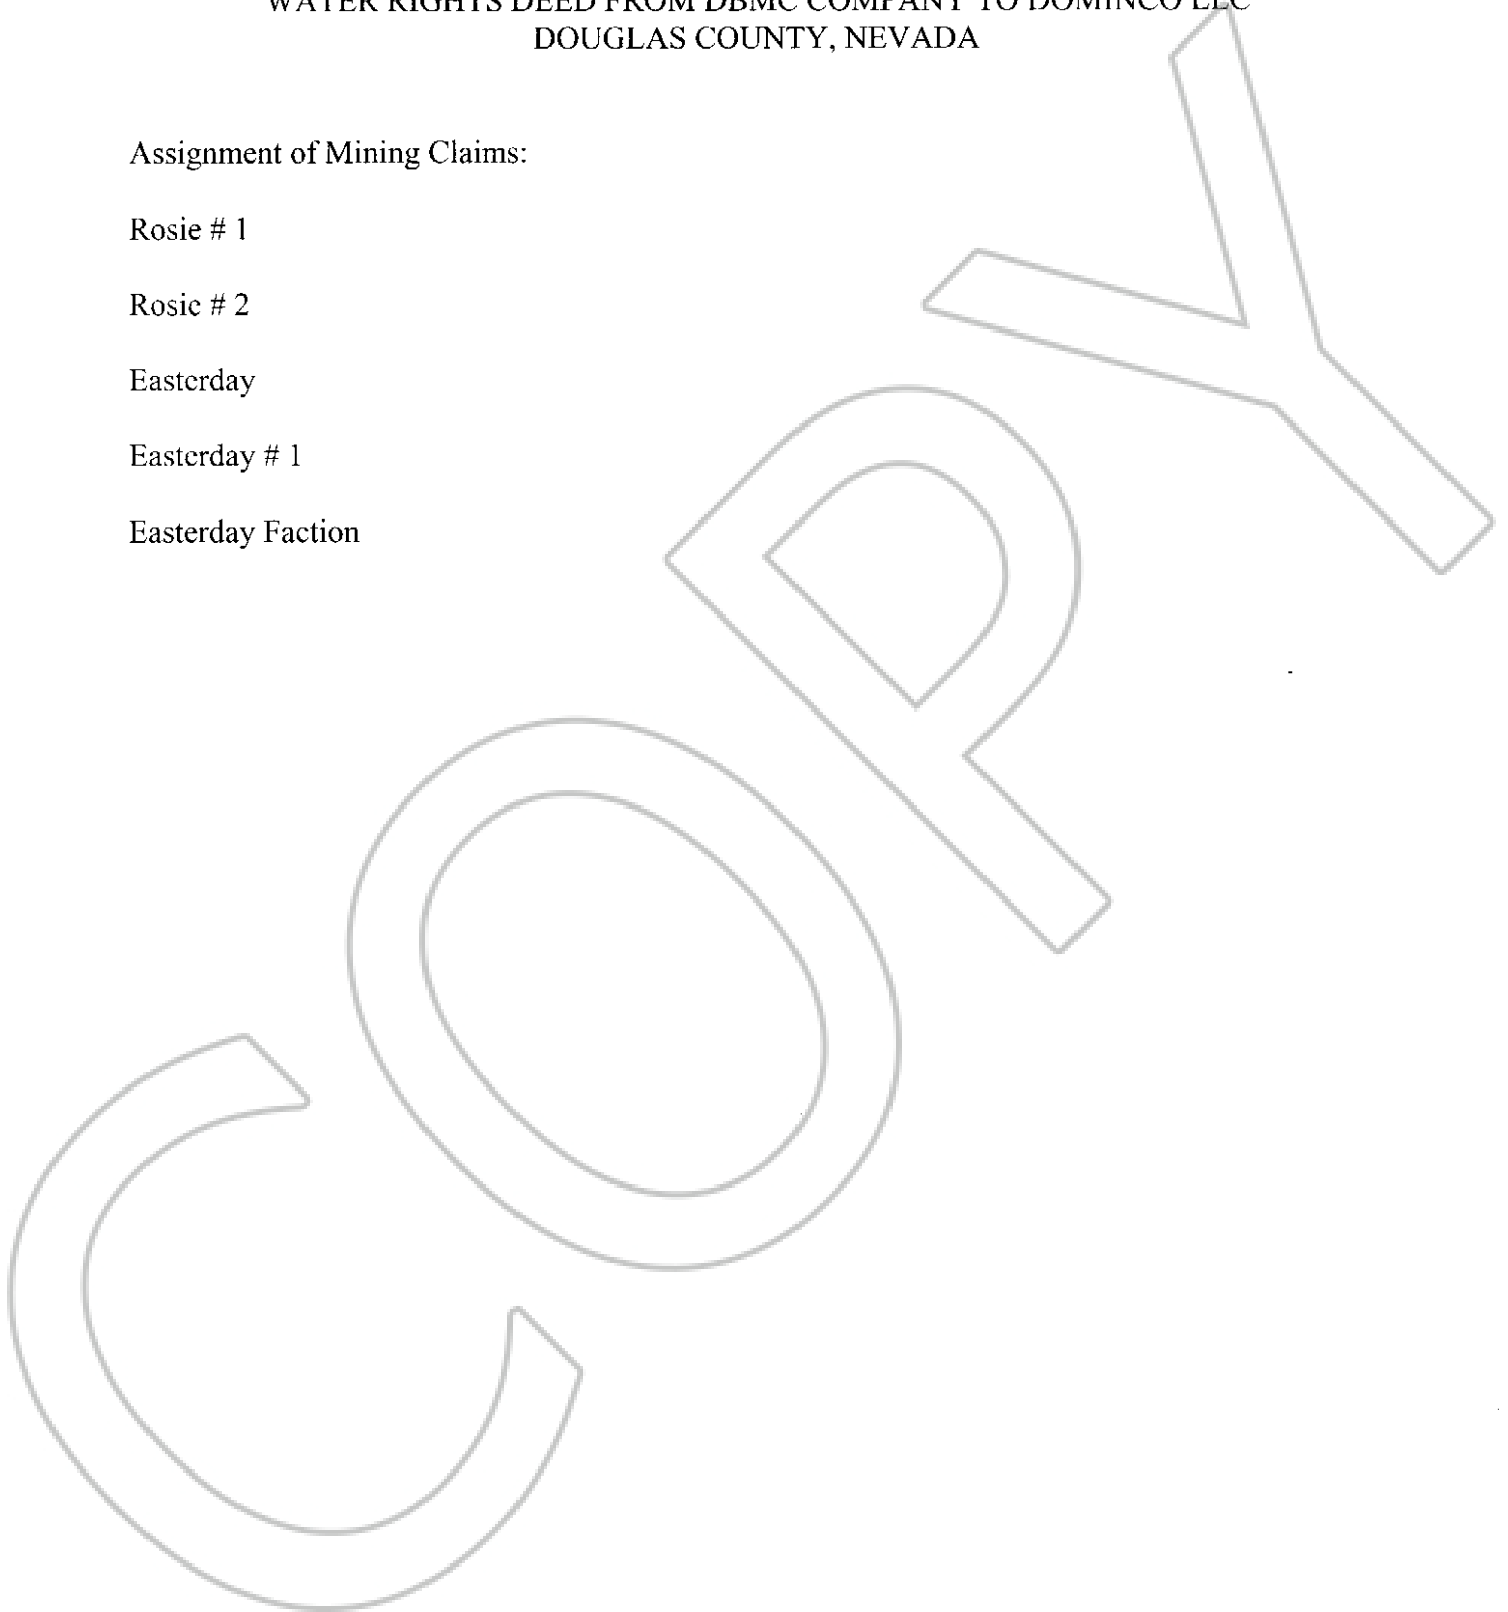 WATER RIGHTS DEED FROM DBMC COMPANY TO DOMINCO LLC
DOUGLAS COUNTY, NEVADA
Assignment of Mining Claims:
Rosie # 1
Rosie # 2
Easterday
Easterday # 1
Easterday Faction
COPY